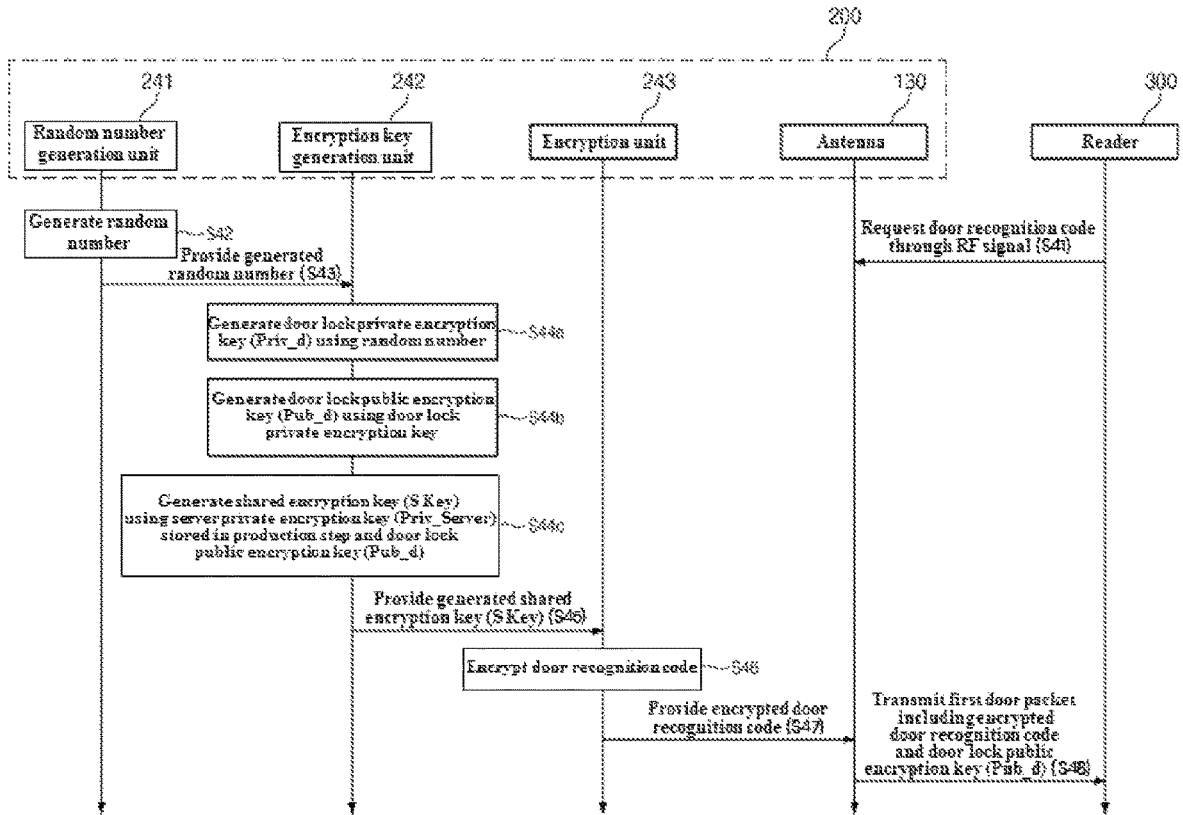 200
241
242
243
130
300
Random number
generation unit
Encryption key
generation unit
Encryption unit
Antenna
Reader
Generate random
number
S42
Request door recognition code
through RF signal (S41)
Provide generated
random number (S43)
Generate door lock private encryption
key (Priv_d) using random number
S44a
Generate door lock public encryption
key (Pub_d) using door lock
private encryption key
S44b
Generate shared encryption key (S Key)
using server private encryption key (Priv_Server)
stored in production step and door lock
public encryption key (Pub_d)
S44c
Provide generated shared
encryption key (S Key) (S45)
Encrypt door recognition code
S46
Provide encrypted door
recognition code (S47)
Transmit first door packet
including encrypted
door recognition code
and door lock public
encryption key (Pub_d) (S48)